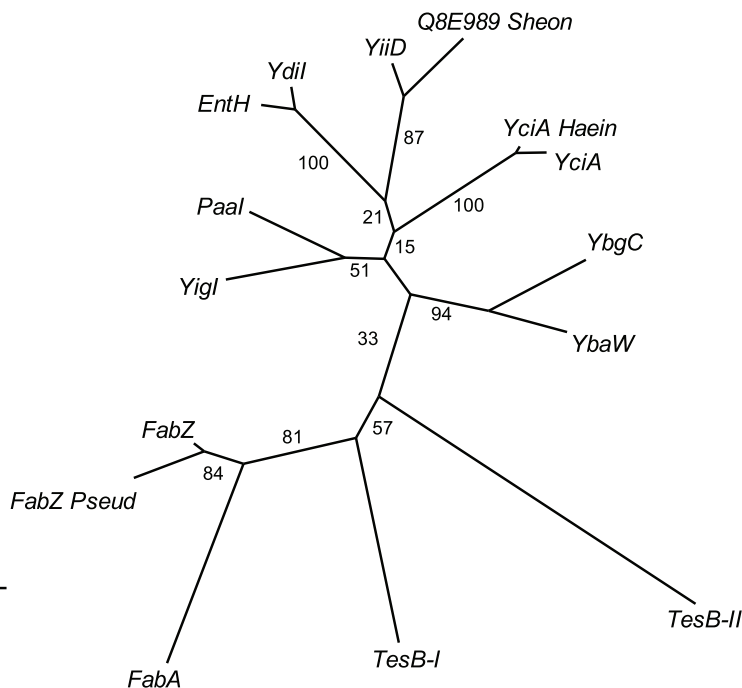 Q8E989 Sheon
YiiD
YdiI
EntH
87
YciA Haein
YciA
100
100
PaaI
21
15
YbgC
51
YigI
94
33
YbaW
FabZ
81
57
84
FabZ Pseud
TesB-II
TesB-I
FabA